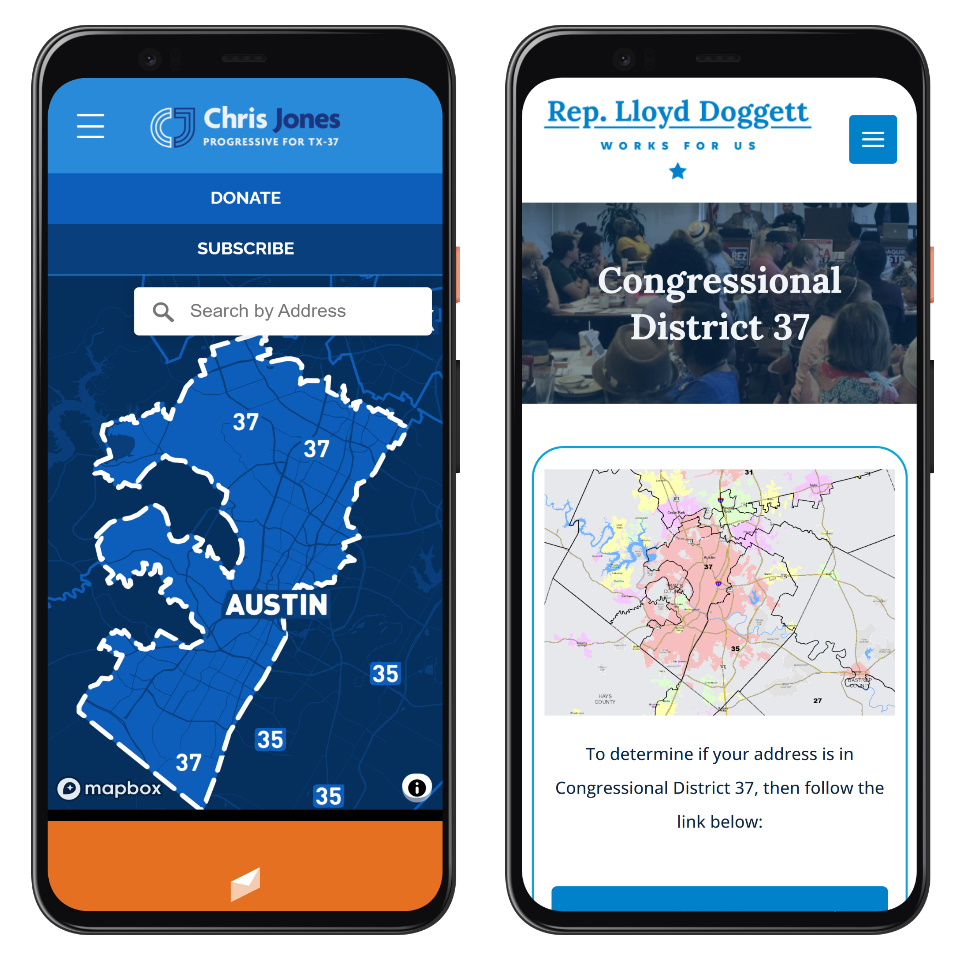 Chris Jones
PROGRESSIVE FOR TX-37
DONATE
SUBSCRIBE
Search by Address
37
37
AUSTIN
35
35
37
35
mapbox
Rep. Lloyd Doggett
WORKS FOR US
Congressional
District 37
31
37
35
HAYS
COUNTY
27
To determine if your address is in
Congressional District 37, then follow the
link below: